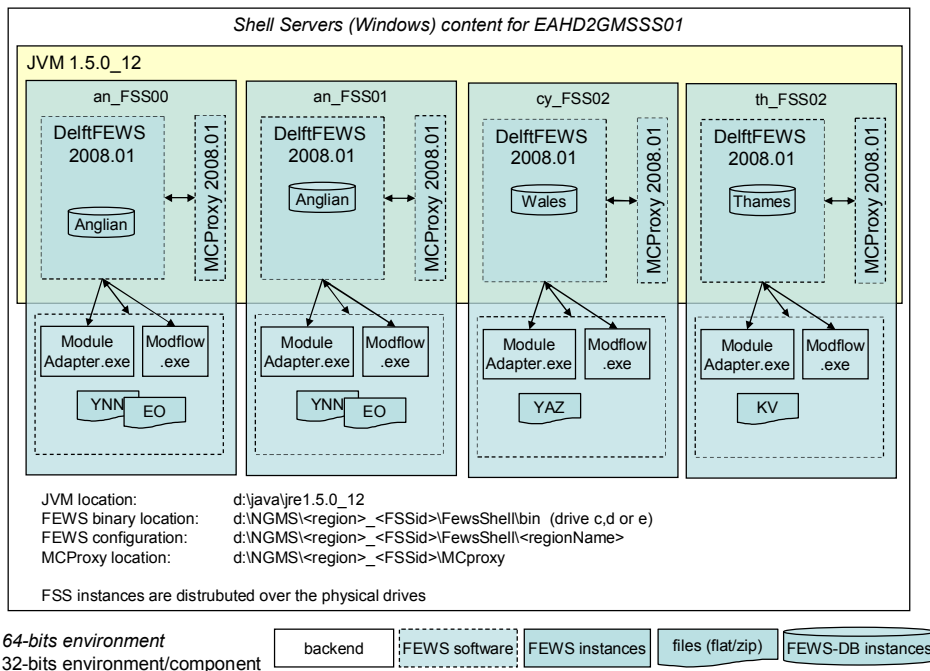 Shell Servers (Windows) content for EAHD2GMSSS01
JVM 1.5.0_12
an_FSS00
DelftFEWS
2008.01
Anglian
MCProxy 2008.01
Module
Adapter.exe
Modflow
.exe
YNN
EO
an_FSS01
DelftFEWS
2008.01
Anglian
MCProxy 2008.01
Module
Adapter.exe
Modflow
.exe
YNN
EO
cy_FSS02
DelftFEWS
2008.01
Wales
MCProxy 2008.01
Module
Adapter.exe
Modflow
.exe
YAZ
th_FSS02
DelftFEWS
2008.01
Thames
MCProxy 2008.01
Module
Adapter.exe
Modflow
.exe
KV
JVM location: d:\java\jre1.5.0_12
FEWS binary location: d:\NGMS\<region>_<FSSid>\FewsShell\bin (drive c,d or e)
FEWS configuration: d:\NGMS\<region>_<FSSid>\FewsShell\<regionName>
MCProxy location: d:\NGMS\<region>_<FSSid>\MCproxy
FSS instances are distrubuted over the physical drives
64-bits environment
32-bits environment/component
backend
FEWS software
FEWS instances
files (flat/zip)
FEWS-DB instances